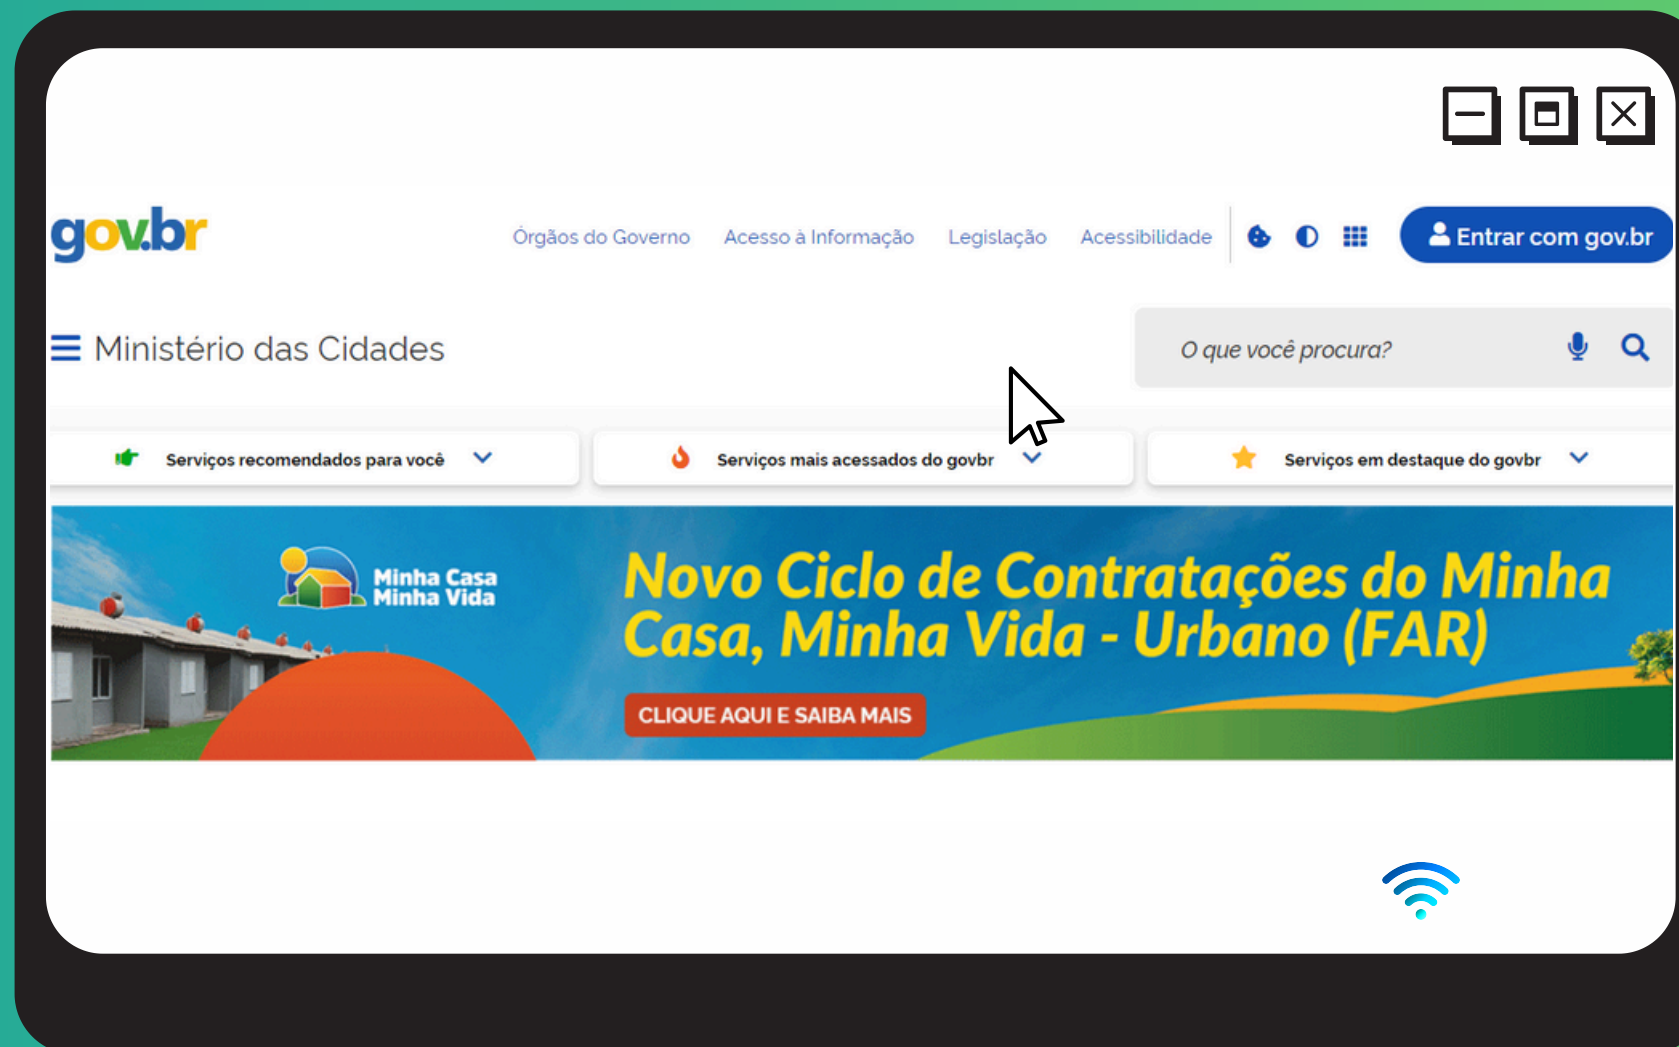 gov.br
Órgãos do Governo Acesso à Informação Legislação Acessibilidade Entrar com gov.br
Ministério das Cidades O que você procura?
Serviços recomendados para você Serviços mais acessados do govbr Serviços em destaque do govbr
Minha Casa
Minha Vida
Novo Ciclo de Contratações do Minha
Casa, Minha Vida - Urbano (FAR)
CLIQUE AQUI E SAIBA MAIS